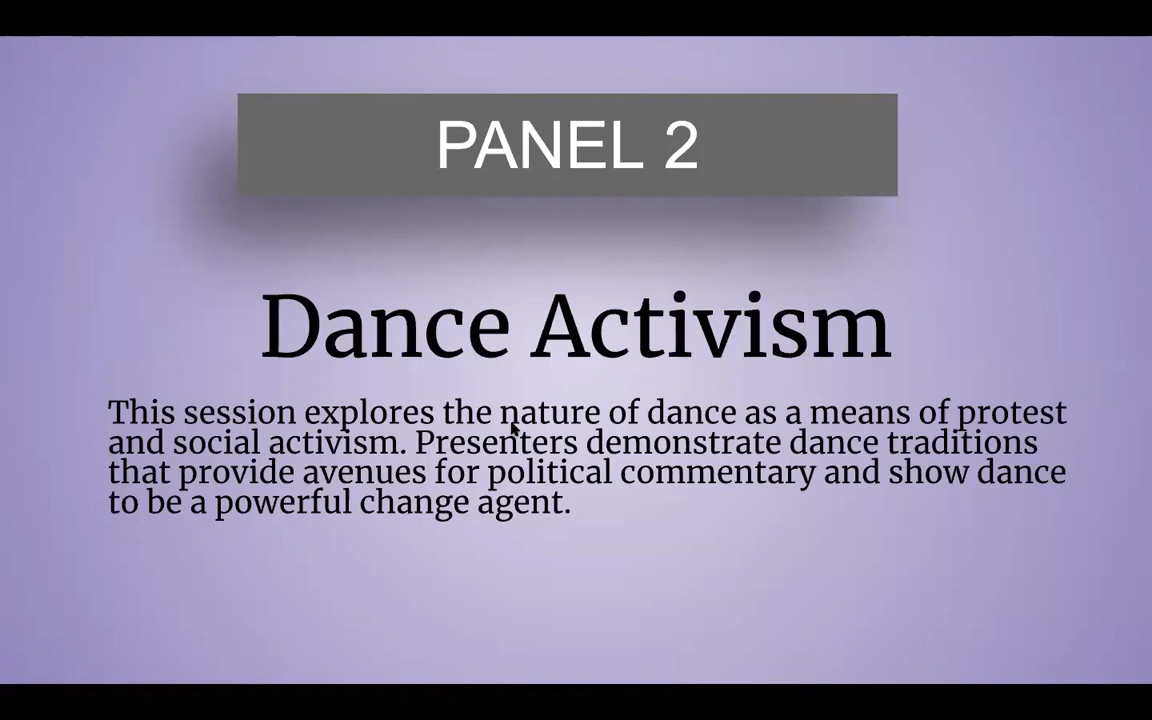 PANEL 2
Dance Activism
This session explores the nature of dance as a means of protest
and social activism. Presenters demonstrate dance traditions
that provide avenues for political commentary and show dance
to be a powerful change agent.